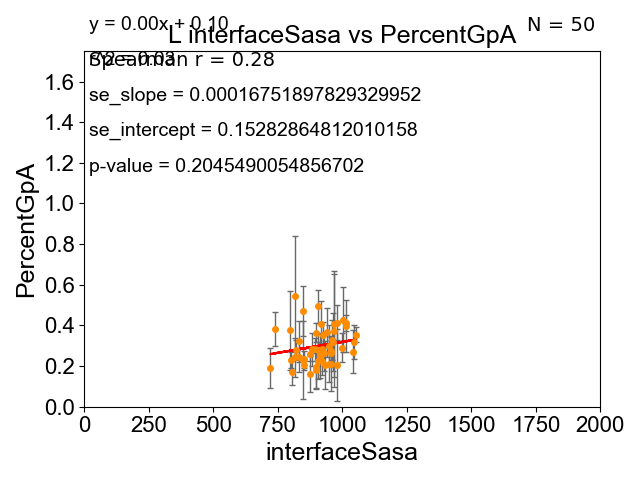 y = 0.00x + 0.10
N = 50
L interfaceSasa vs PercentGpA
Spearman r = 0.28
se_slope = 0.00016751897829329952
se_intercept = 0.15282864812010158
p-value = 0.2045490054856702
PercentGpA
1.6
1.4
1.2
1.0
0.8
0.6
0.4
0.2
0.0
0 250 500 750 1000 1250 1500 1750 2000
interfaceSasa